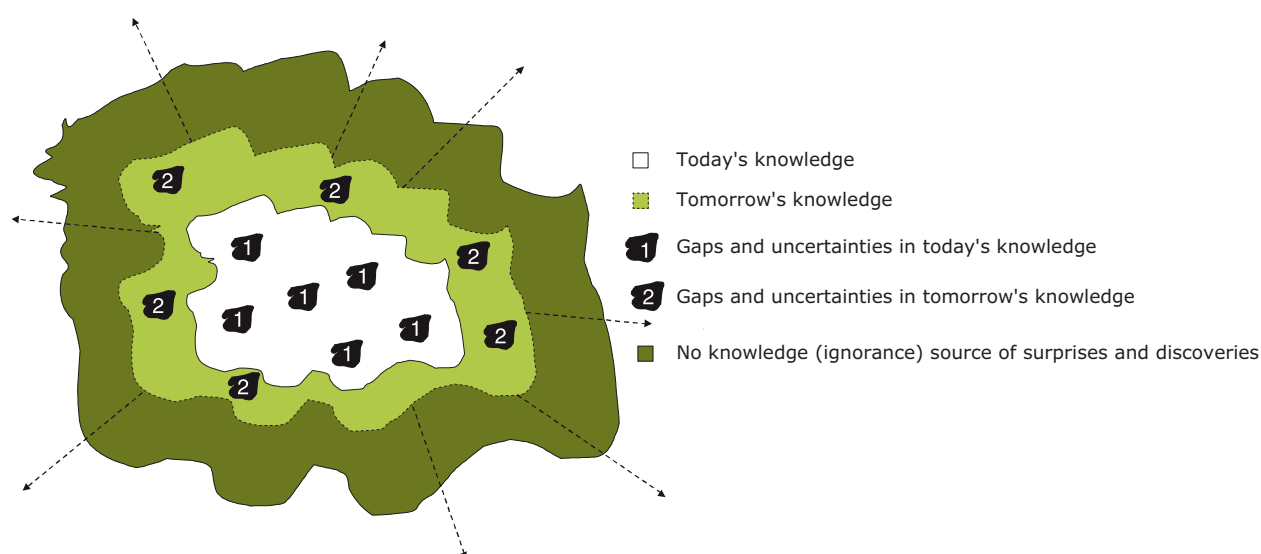 2
2
1
2
1
1
2
1
1
2
1
2
Today's knowledge
Tomorrow's knowledge
1 Gaps and uncertainties in today's knowledge
2 Gaps and uncertainties in tomorrow's knowledge
No knowledge (ignorance) source of surprises and discoveries